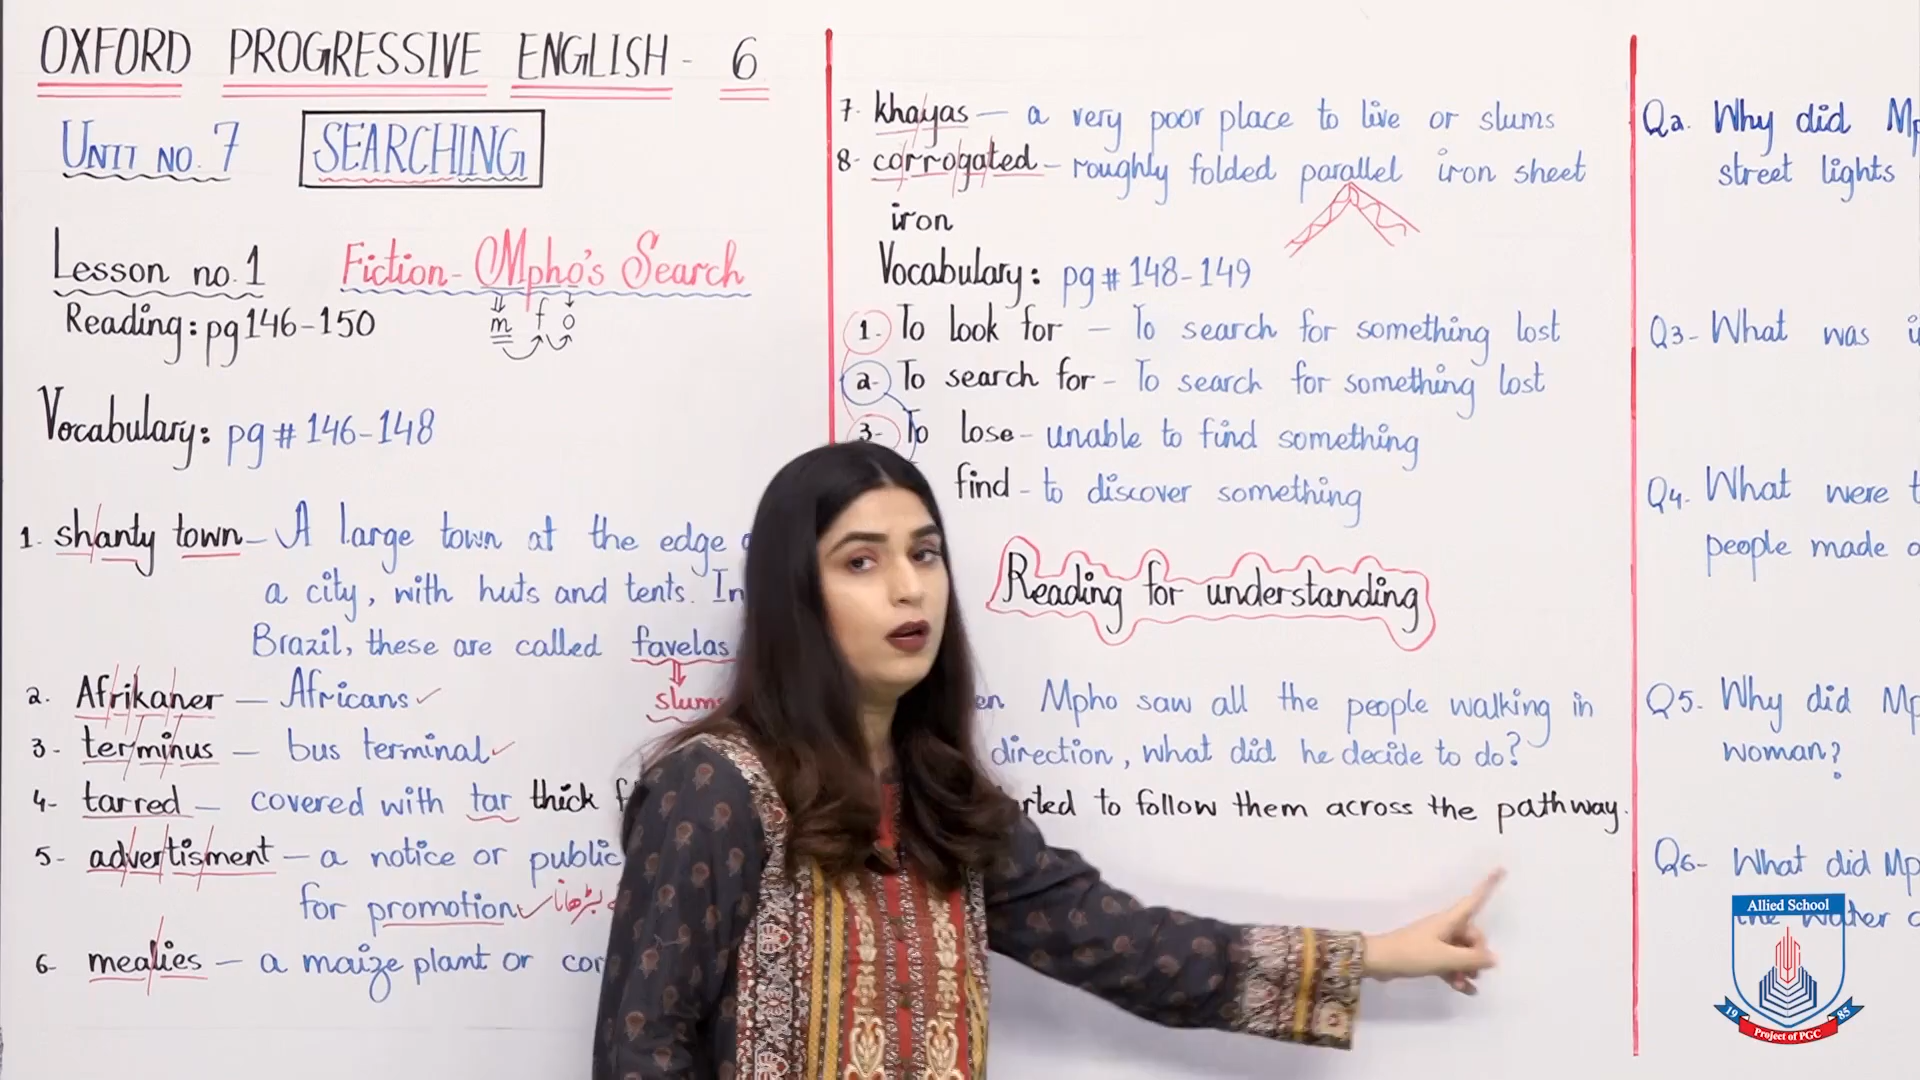 OXFORD PROGRESSIVE ENGLISH - 6
UNIT NO. 7 SEARCHING
Lesson no. 1 Fiction - Mpho's Search
m f o
Reading: pg 146-150
Vocabulary: pg # 146-148
1. shanty town - A large town at the edge
a city, with huts and tents. In
Brazil, these are called favelas
slums
2. Afrikaner - Africans
3- terminus - bus terminal
4- tarred - covered with tar thick
5- advertisment - a notice or public
for promotion
6- mealies - a maize plant or
7. khayas - a very poor place to live or slums
8- corrogated - roughly folded parallel iron sheet
iron
Vocabulary: pg # 148-149
1. To look for - To search for something lost
2- To search for - To search for something lost
3- To lose - unable to find something
find - to discover something
Reading for understanding
Mpho saw all the people walking in
direction, what did he decide to do?
to follow them across the pathway.
Q2. Why did
street lights
Q3- What was
Q4. What were
people made
Q5. Why did
woman?
Q6- What did
the water
Allied School
1985
Project of PGC